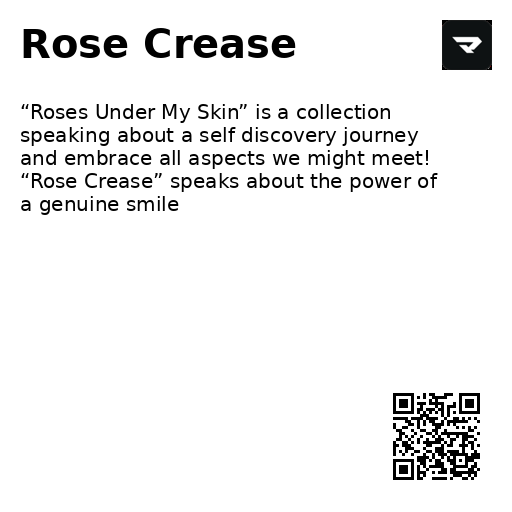 Rose Crease
“Roses Under My Skin” is a collection
speaking about a self discovery journey
and embrace all aspects we might meet!
“Rose Crease” speaks about the power of
a genuine smile